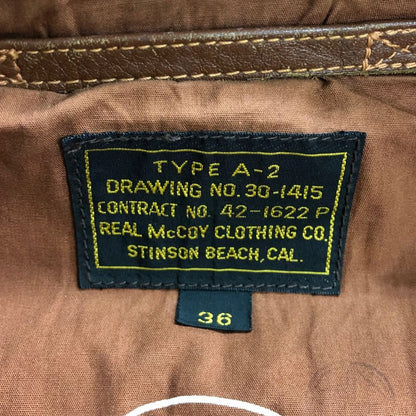 TYPE A-2
DRAWING NO. 30-1415
CONTRACT NO. 42-1622 P
REAL McCOY CLOTHING CO.
STINSON BEACH, CAL.
36